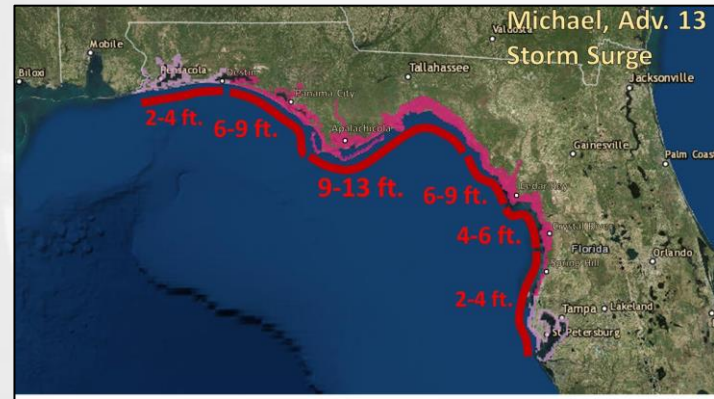 Michael, Adv. 13
Storm Surge
Valdosta
Mobile
Biloxi
Pensacola
Destin
Tallahassee
Jacksonville
Panama City
Apalachicola
2-4 ft.
6-9 ft.
9-13 ft.
Gainesville
Palm Coast
6-9 ft.
Cedar Key
4-6 ft.
Florida
Orlando
Spring Hill
2-4 ft.
Tampa
Lakeland
St Petersburg